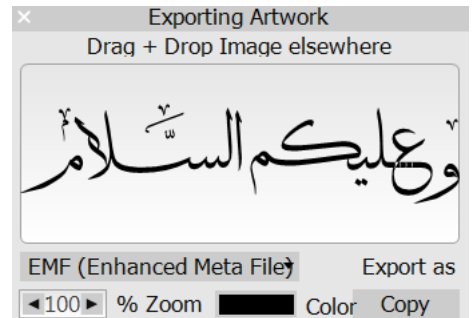 Exporting Artwork
Drag + Drop Image elsewhere
وعليكم السلام
EMF (Enhanced Meta File) Export as
100 % Zoom Color Copy